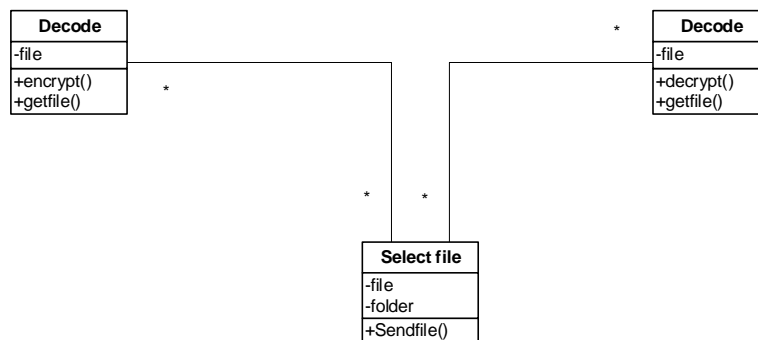 Decode
-file
+encrypt()
+getfile()
*
*
Decode
-file
+decrypt()
+getfile()
*
*
Select file
-file
-folder
+Sendfile()